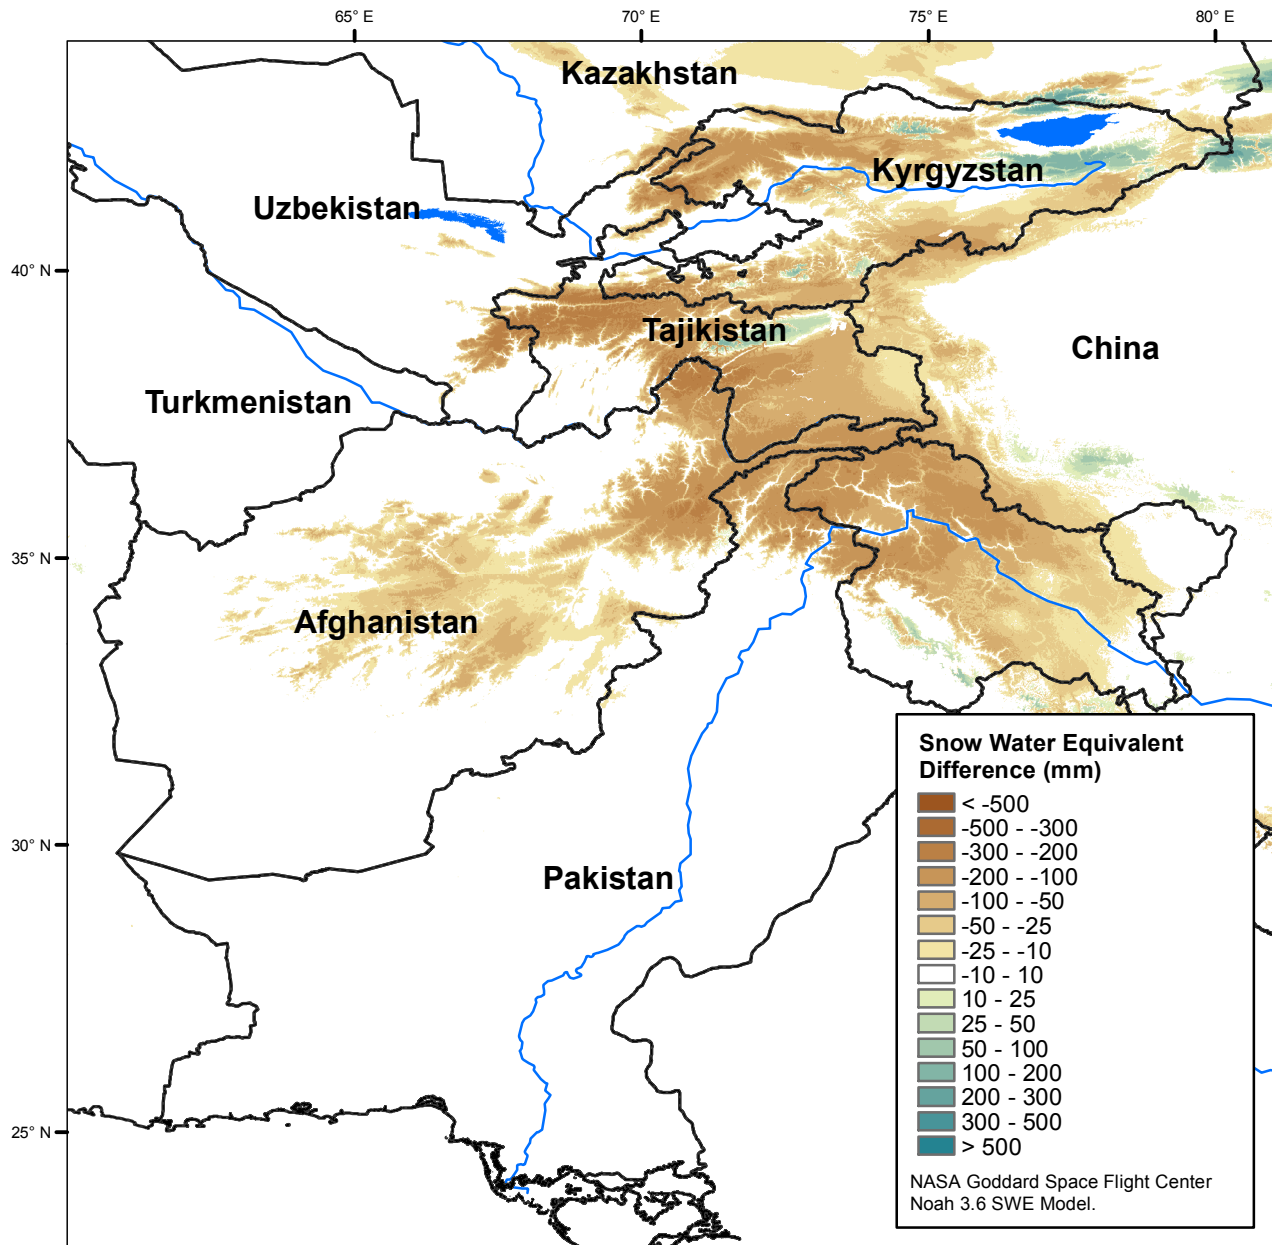 65° E
70° E
75° E
80° E
Kazakhstan
Kyrgyzstan
Uzbekistan
40° N
Tajikistan
China
Turkmenistan
35° N
Afghanistan
Snow Water Equivalent
Difference (mm)
< -500
-500 - -300
-300 - -200
-200 - -100
-100 - -50
-50 - -25
-25 - -10
-10 - 10
10 - 25
25 - 50
50 - 100
100 - 200
200 - 300
300 - 500
> 500
30° N
Pakistan
25° N
NASA Goddard Space Flight Center
Noah 3.6 SWE Model.